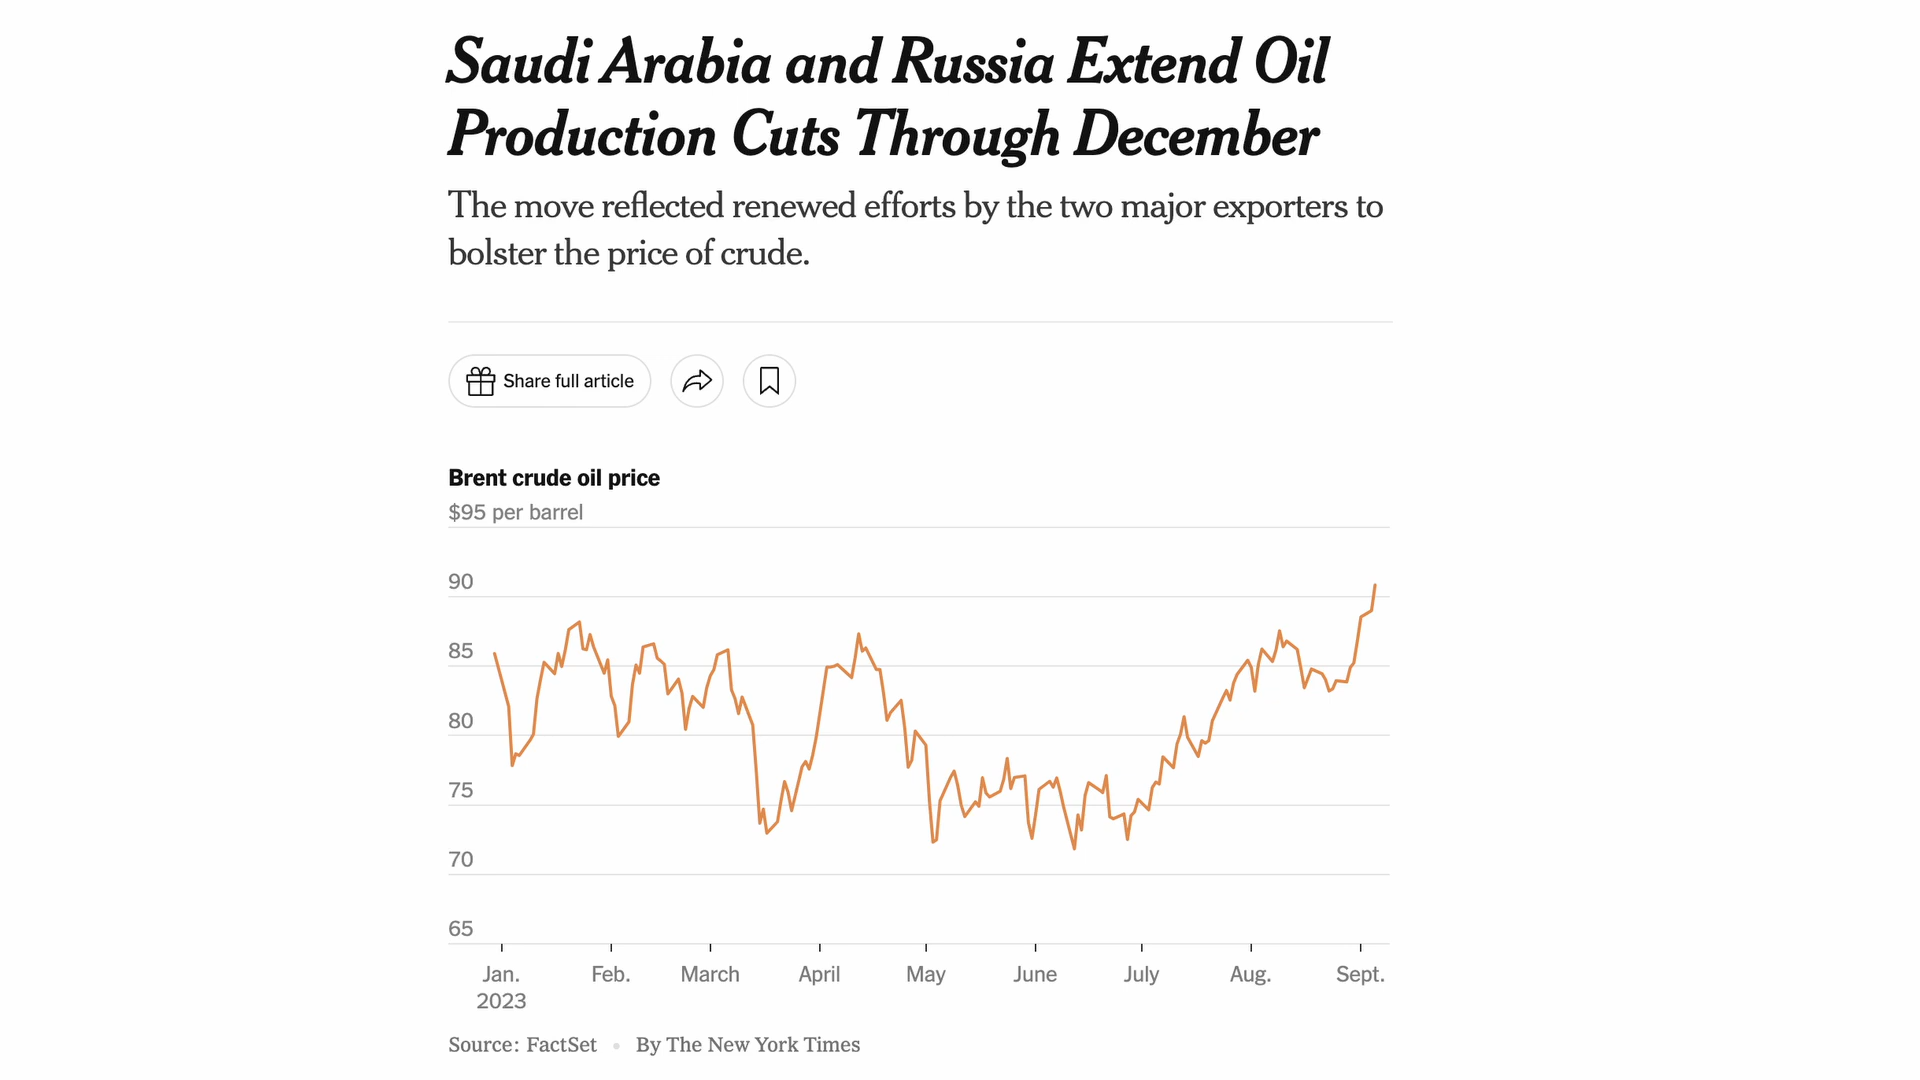 Saudi Arabia and Russia Extend Oil
Production Cuts Through December
The move reflected renewed efforts by the two major exporters to
bolster the price of crude.
Share full article
Brent crude oil price
$95 per barrel
90
85
80
75
70
65
Jan. Feb. March April May June July Aug. Sept.
2023
Source: FactSet • By The New York Times